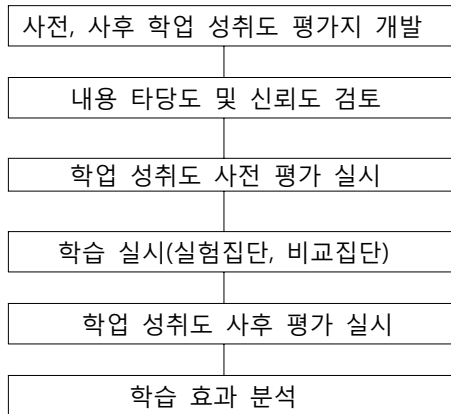 사전, 사후 학업 성취도 평가지 개발
내용 타당도 및 신뢰도 검토
학업 성취도 사전 평가 실시
학습 실시(실험집단, 비교집단)
학업 성취도 사후 평가 실시
학습 효과 분석